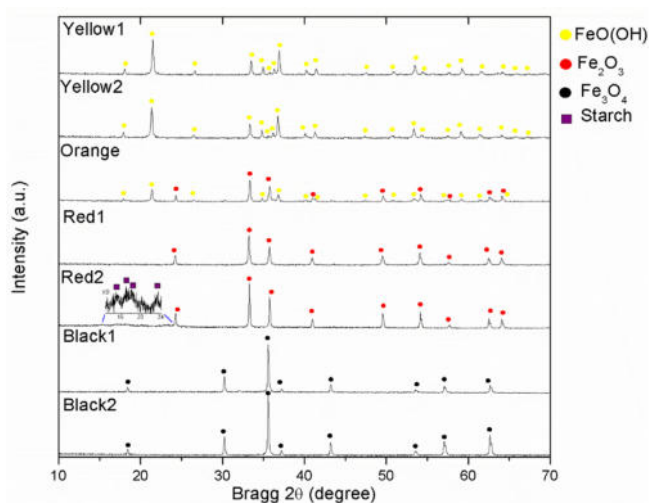 Yellow1
Yellow2
Orange
Red1
Red2
Black1
Black2
FeO(OH)
Fe₂O₃
Fe₃O₄
Starch
Intensity (a.u.)
10 20 30 40 50 60 70
Bragg 2θ (degree)